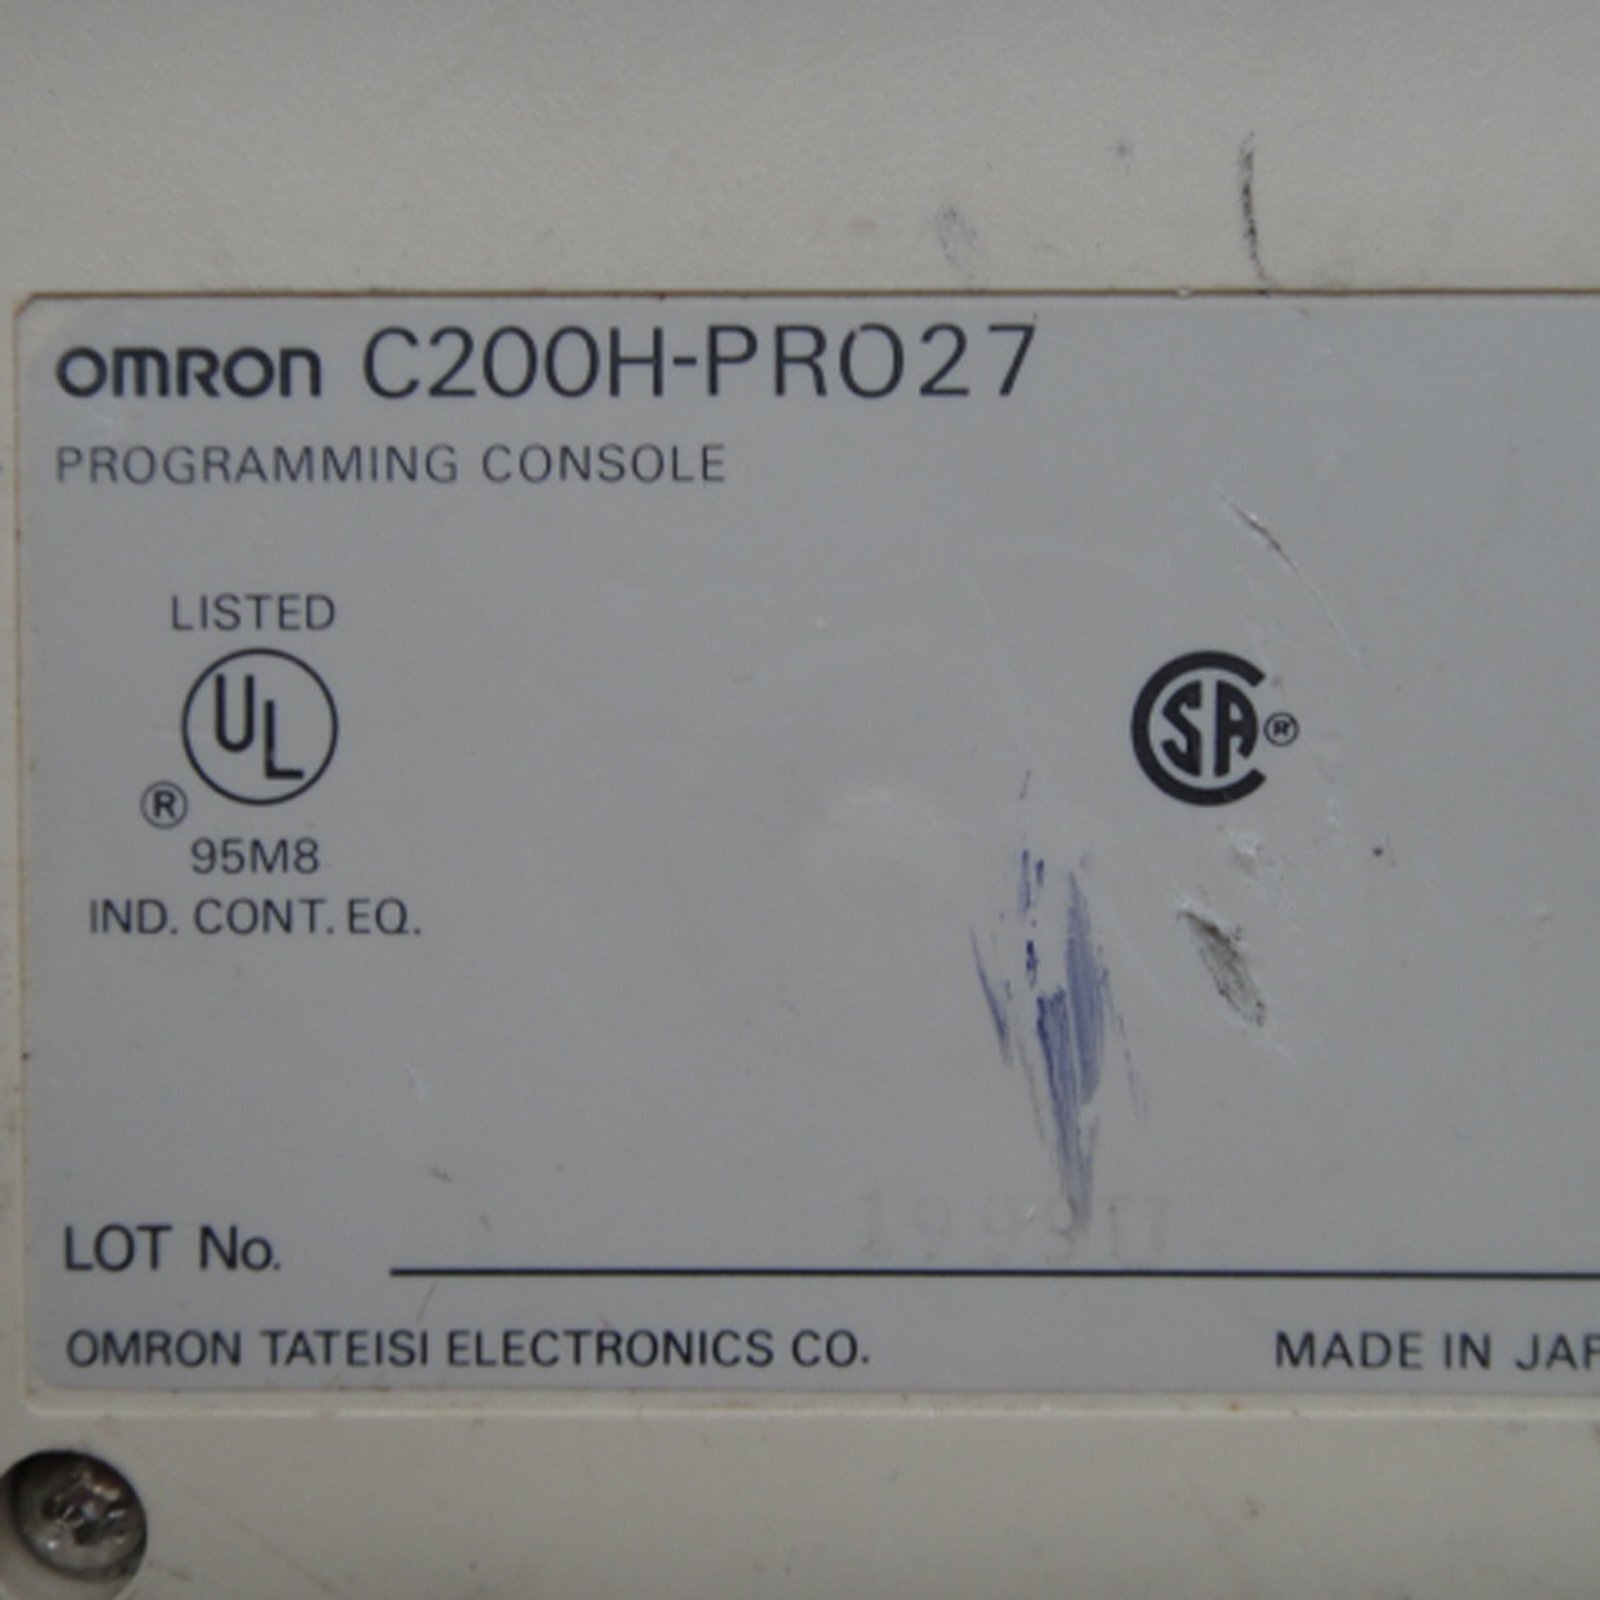 OMRON C200H-PRO27
PROGRAMMING CONSOLE
LISTED
UL
®
95M8
IND. CONT. EQ.
CSA®
LOT No.
OMRON TATEISI ELECTRONICS CO. MADE IN JAP